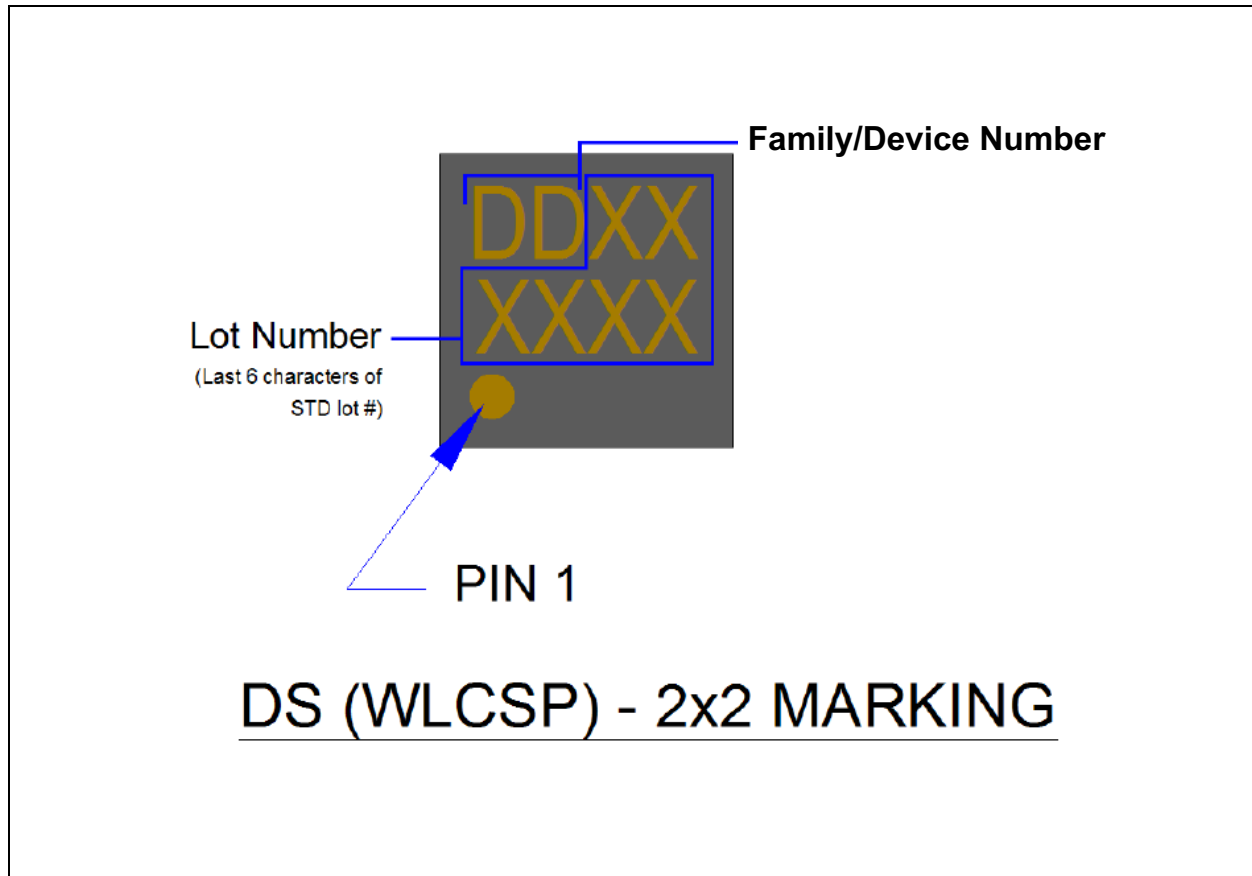 Family/Device Number
DDXX
XXXX
Lot Number
(Last 6 characters of
STD lot #)
PIN 1
DS (WLCSP) - 2x2 MARKING